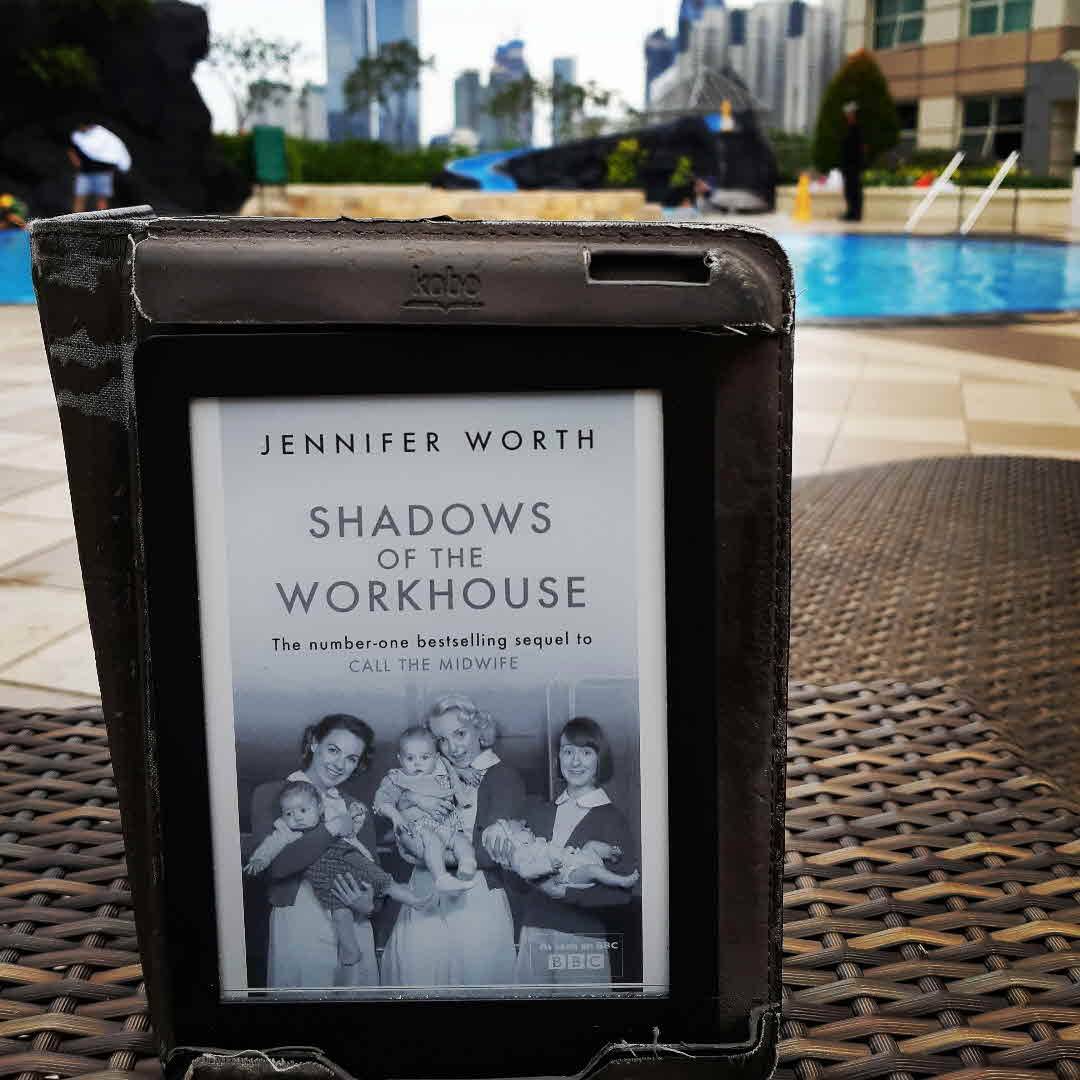 kobo
JENNIFER WORTH
SHADOWS
OF THE
WORKHOUSE
The number-one bestselling sequel to
CALL THE MIDWIFE
As seen on BBC
BBC